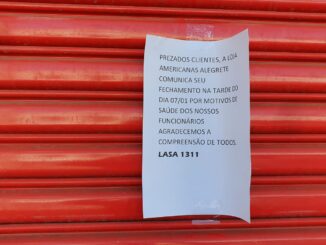 PREZADOS CLIENTES, A LOJA
AMERICANAS ALEGRETE
COMUNICA SEU
FECHAMENTO NA TARDE DO
DIA 07/01 POR MOTIVOS DE
SAÚDE DOS NOSSOS
FUNCIONÁRIOS
AGRADECEMOS A
COMPREENSÃO DE TODOS.
LASA 1311